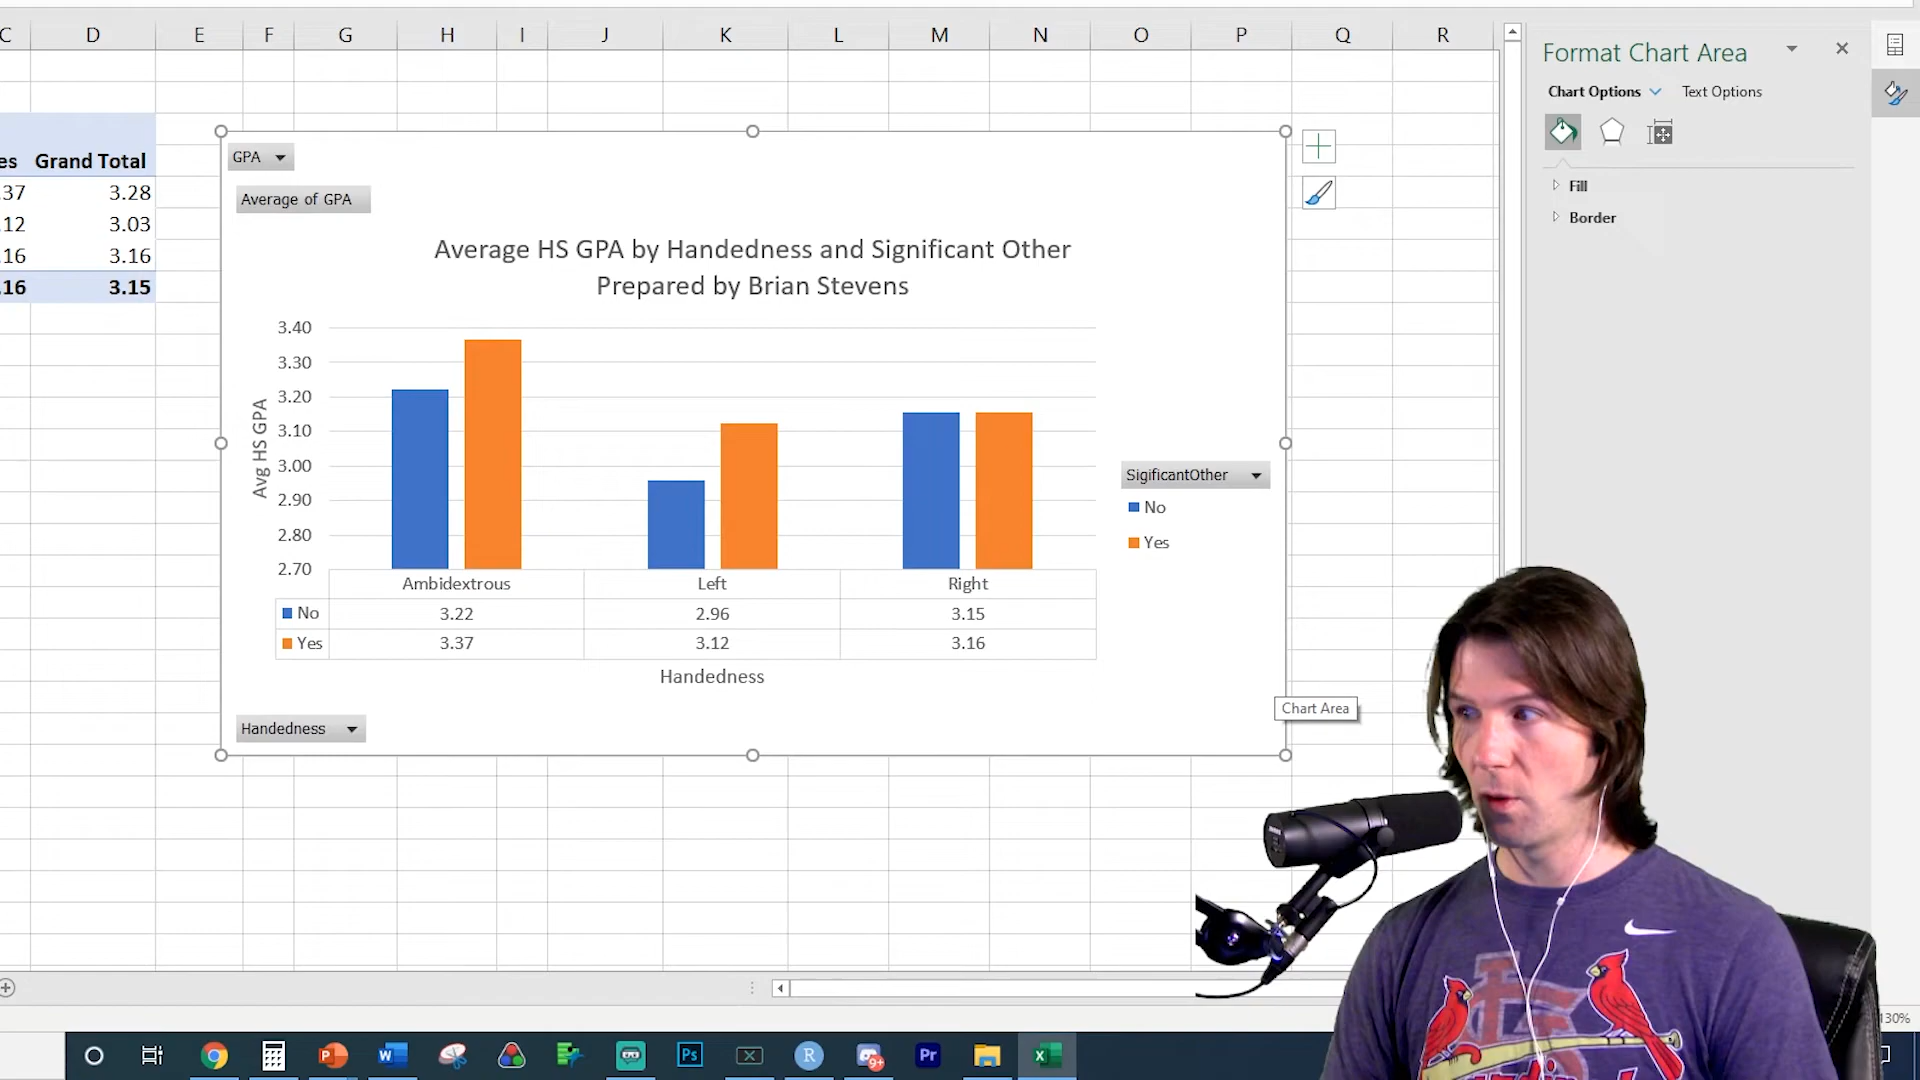 C D E F G H I J K L M N O P Q R
Format Chart Area
Chart Options Text Options
Fill
Border
es Grand Total
.37 3.28
.12 3.03
.16 3.16
.16 3.15
GPA
Average of GPA
Average HS GPA by Handedness and Significant Other
Prepared by Brian Stevens
Avg HS GPA
3.40
3.30
3.20
3.10
3.00
2.90
2.80
2.70
Ambidextrous Left Right
No 3.22 2.96 3.15
Yes 3.37 3.12 3.16
Handedness
SigificantOther
No
Yes
Handedness
Chart Area
130%
P W Ps X R 9+ Pr X